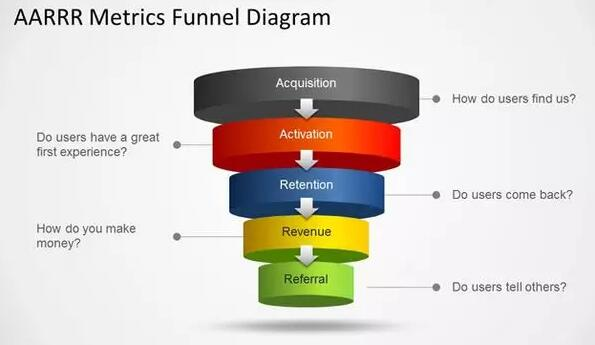 AARRR Metrics Funnel Diagram
Acquisition
How do users find us?
Activation
Do users have a great
first experience?
Retention
Do users come back?
Revenue
How do you make
money?
Referral
Do users tell others?